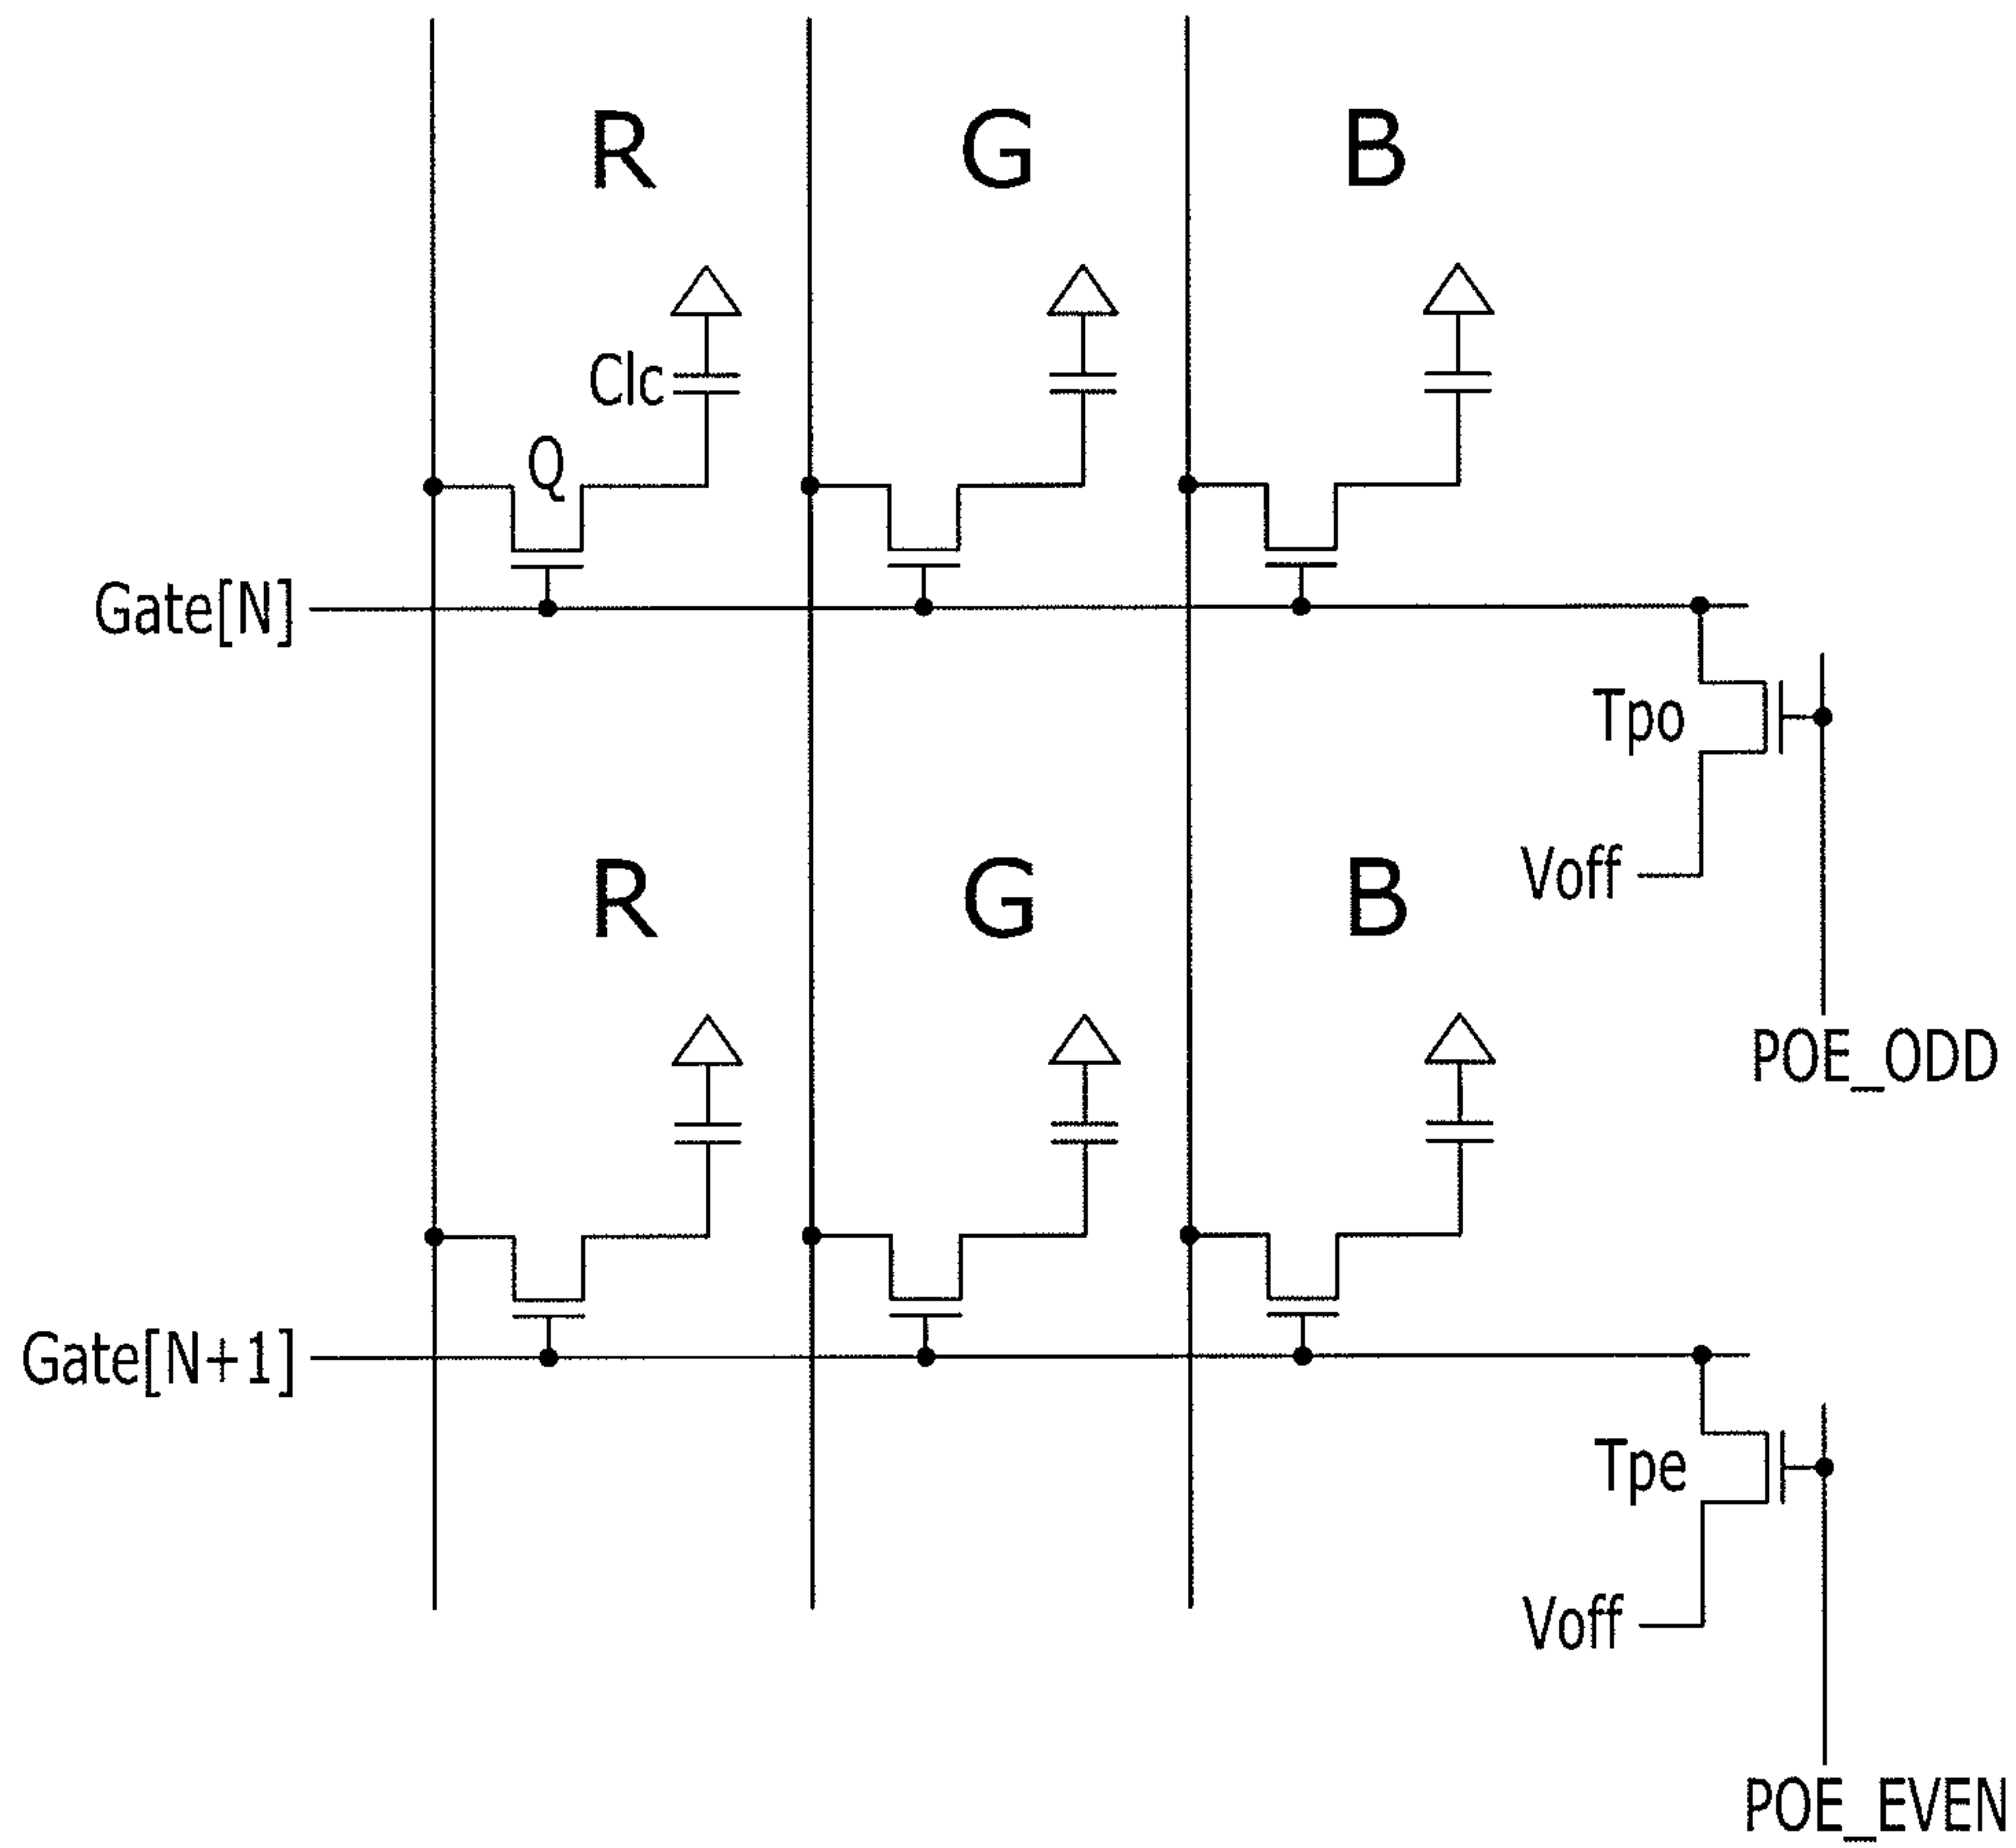 R G B
Clc
Q
Gate[N]
Tpo
Voff
R G B
POE_ODD
Gate[N+1]
Tpe
Voff
POE_EVEN